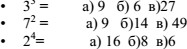 • 3³ = а) 9 б) 6 в)27
• 7² = а) 9 б)14 в) 49
• 2⁴= а) 16 б)8 в)6